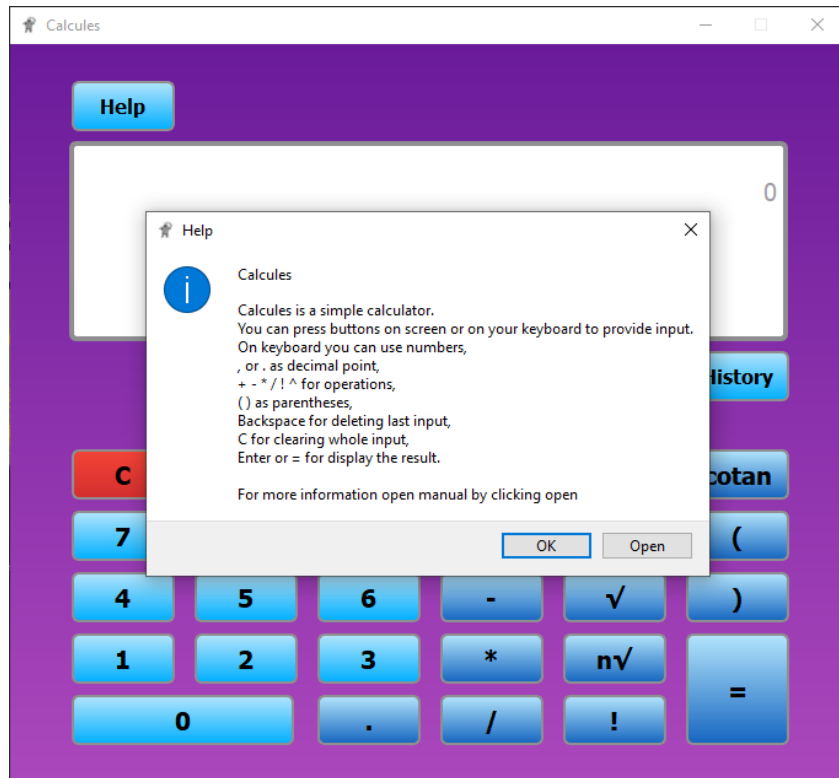 Calcules
Help
0
Help
Calcules
Calcules is a simple calculator.
You can press buttons on screen or on your keyboard to provide input.
On keyboard you can use numbers,
, or . as decimal point,
+ - * / ! ^ for operations,
( ) as parentheses,
Backspace for deleting last input,
C for clearing whole input,
Enter or = for display the result.
For more information open manual by clicking open
OK Open
History
C cotan
7 (
4 5 6 - √ )
1 2 3 * n√ =
0 . / !